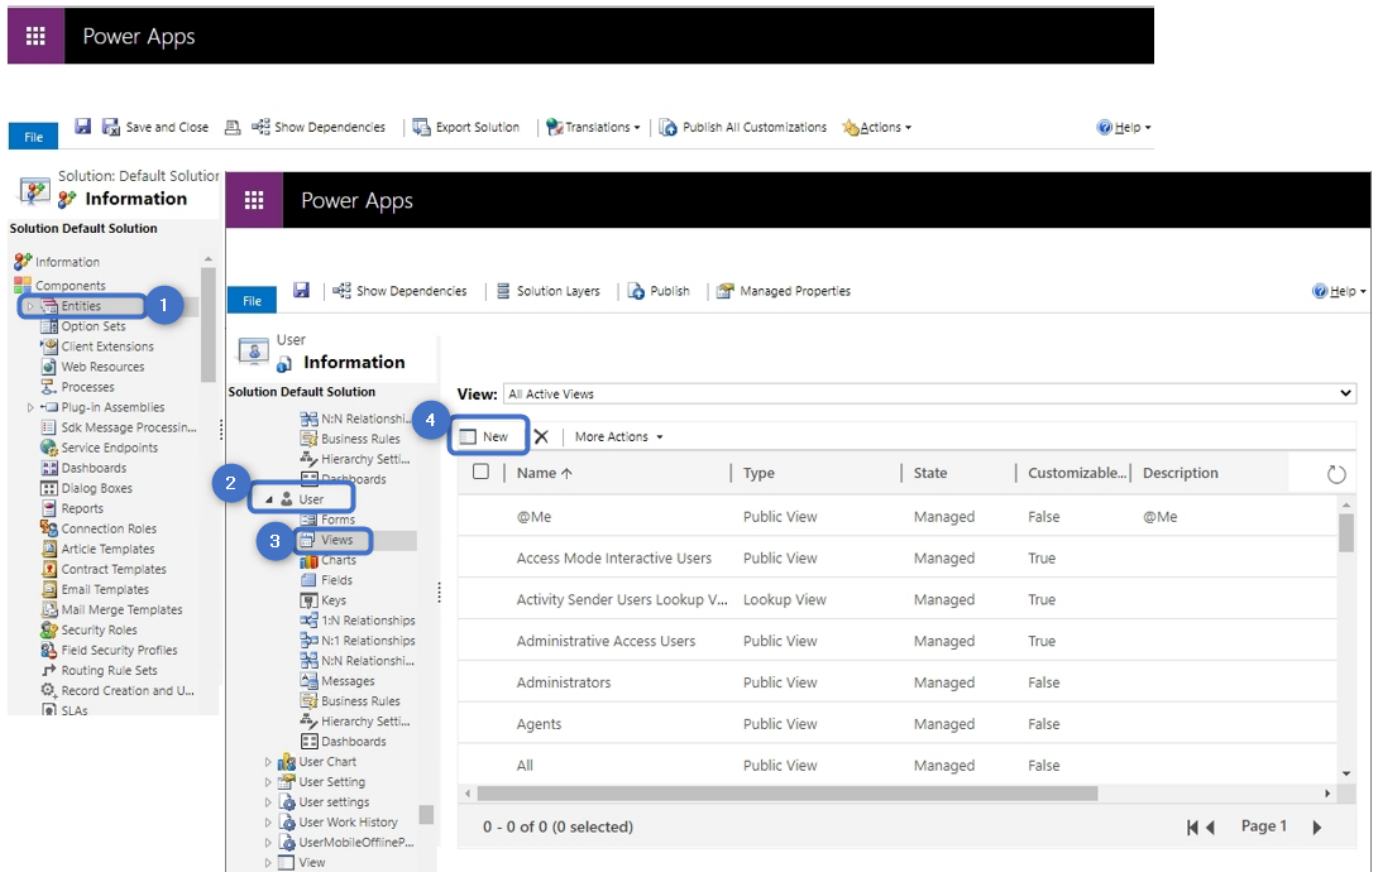 Power Apps
File
Save and Close
Show Dependencies
Export Solution
Translations
Publish All Customizations
Actions
Help
Solution: Default Solution
Information
Solution Default Solution
Information
Components
Entities
1
Option Sets
Client Extensions
Web Resources
Processes
Plug-in Assemblies
Sdk Message Processin...
Service Endpoints
Dashboards
Dialog Boxes
Reports
Connection Roles
Article Templates
Contract Templates
Email Templates
Mail Merge Templates
Security Roles
Field Security Profiles
Routing Rule Sets
Record Creation and U...
SLAs
Power Apps
File
Show Dependencies
Solution Layers
Publish
Managed Properties
Help
User
Information
Solution Default Solution
N:N Relationshi...
Business Rules
Hierarchy Setti...
Dashboards
2
User
Forms
3
Views
Charts
Fields
Keys
1:N Relationships
N:1 Relationships
N:N Relationshi...
Messages
Business Rules
Hierarchy Setti...
Dashboards
User Chart
User Setting
User settings
User Work History
UserMobileOfflineP...
View
View: All Active Views
4
New
More Actions
Name Type State Customizable... Description
@Me Public View Managed False @Me
Access Mode Interactive Users Public View Managed True
Activity Sender Users Lookup V... Lookup View Managed True
Administrative Access Users Public View Managed True
Administrators Public View Managed False
Agents Public View Managed False
All Public View Managed False
0 - 0 of 0 (0 selected)
Page 1